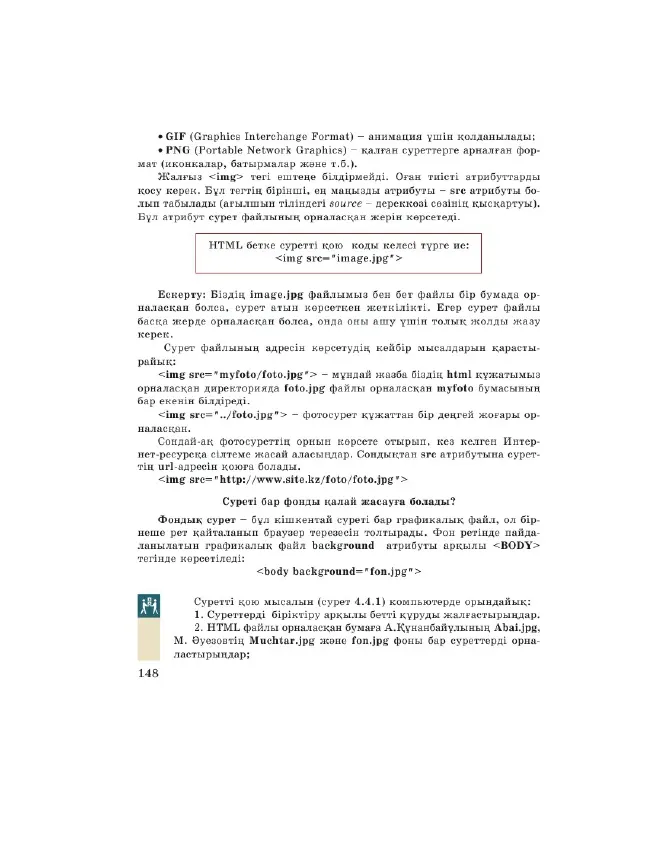 • GIF (Graphics Interchange Format) – анимация үшін қолданылады;
• PNG (Portable Network Graphics) – қалған суреттерге арналған фор-
мат (иконкалар, батырмалар және т.б.).
Жалғыз <img> тегі ештеңе білдірмейді. Оған тиісті атрибуттарды
қосу керек. Бұл тегтің бірінші, ең маңызды атрибуты – src атрибуты бо-
лып табылады (ағылшын тіліндегі source – дереккөзі сөзінің қысқартуы).
Бұл атрибут сурет файлының орналасқан жерін көрсетеді.
HTML бетке суретті қою коды келесі түрге ие:
<img src="image.jpg">
Ескерту: Біздің image.jpg файлымыз бен бет файлы бір бумада ор-
наласқан болса, сурет атын көрсеткен жеткілікті. Егер сурет файлы
басқа жерде орналасқан болса, онда оны ашу үшін толық жолды жазу
керек.
Сурет файлының адресін көрсетудің кейбір мысалдарын қарасты-
райық:
<img src="myfoto/foto.jpg"> – мұндай жазба біздің html құжатымыз
орналасқан директорияда foto.jpg файлы орналасқан myfoto бумасының
бар екенін білдіреді.
<img src="../foto.jpg"> – фотосурет құжаттан бір деңгей жоғары ор-
наласқан.
Сондай-ақ фотосуреттің орнын көрсете отырып, кез келген Интер-
нет-ресурсқа сілтеме жасай аласыңдар. Сондықтан src атрибутына сурет-
тің url-адресін қоюға болады.
<img src="http://www.site.kz/foto/foto.jpg">
Суреті бар фонды қалай жасауға болады?
Фондық сурет – бұл кішкентай суреті бар графикалық файл, ол бір-
неше рет қайталанып браузер терезесін толтырады. Фон ретінде пайда-
ланылатын графикалық файл background атрибуты арқылы <BODY>
тегінде көрсетіледі:
<body background="fon.jpg">
Суретті қою мысалын (сурет 4.4.1) компьютерде орындайық:
1. Суреттерді біріктіру арқылы бетті құруды жалғастырыңдар.
2. HTML файлы орналасқан бумаға А.Құнанбайұлының Abai.jpg,
М. Әуезовтің Muchtar.jpg және fon.jpg фоны бар суреттерді орна-
ластырыңдар;
148